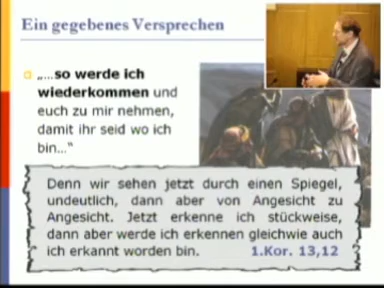 Ein gegebenes Versprechen
„...so werde ich
wiederkommen und
euch zu mir nehmen,
damit ihr seid wo ich
bin..."
Denn wir sehen jetzt durch einen Spiegel,
undeutlich, dann aber von Angesicht zu
Angesicht. Jetzt erkenne ich stückweise,
dann aber werde ich erkennen gleichwie auch
ich erkannt worden bin. 1.Kor. 13,12